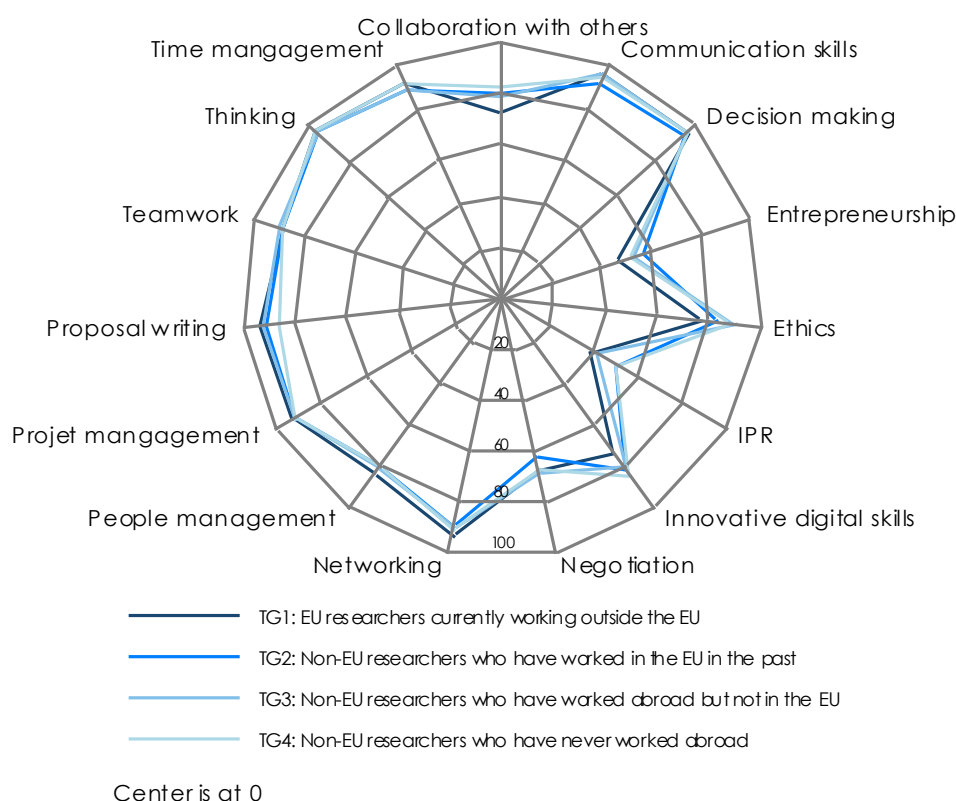 Collaboration with others
Time mangagement
Communication skills
Thinking
Decision making
Teamwork
Entrepreneurship
Proposal writing
Ethics
20
40
Projet mangagement
IPR
60
80
People management
Innovative digital skills
100
Networking
Negotiation
TG1: EU researchers currently working outside the EU
TG2: Non-EU researchers who have worked in the EU in the past
TG3: Non-EU researchers who have worked abroad but not in the EU
TG4: Non-EU researchers who have never worked abroad
Center is at 0